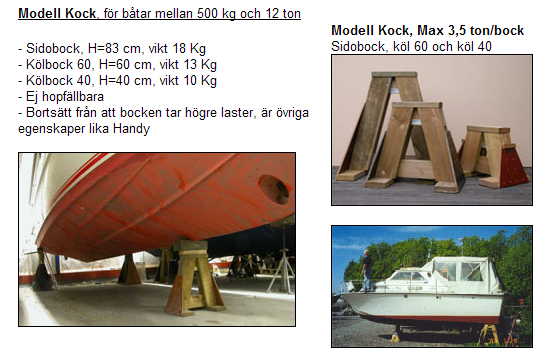 Modell Kock, för båtar mellan 500 kg och 12 ton
- Sidobock, H=83 cm, vikt 18 Kg
- Kölbock 60, H=60 cm, vikt 13 Kg
- Kölbock 40, H=40 cm, vikt 10 Kg
- Ej hopfällbara
- Bortsätt från att bocken tar högre laster, är övriga
egenskaper lika Handy
Modell Kock, Max 3,5 ton/bock
Sidobock, köl 60 och köl 40